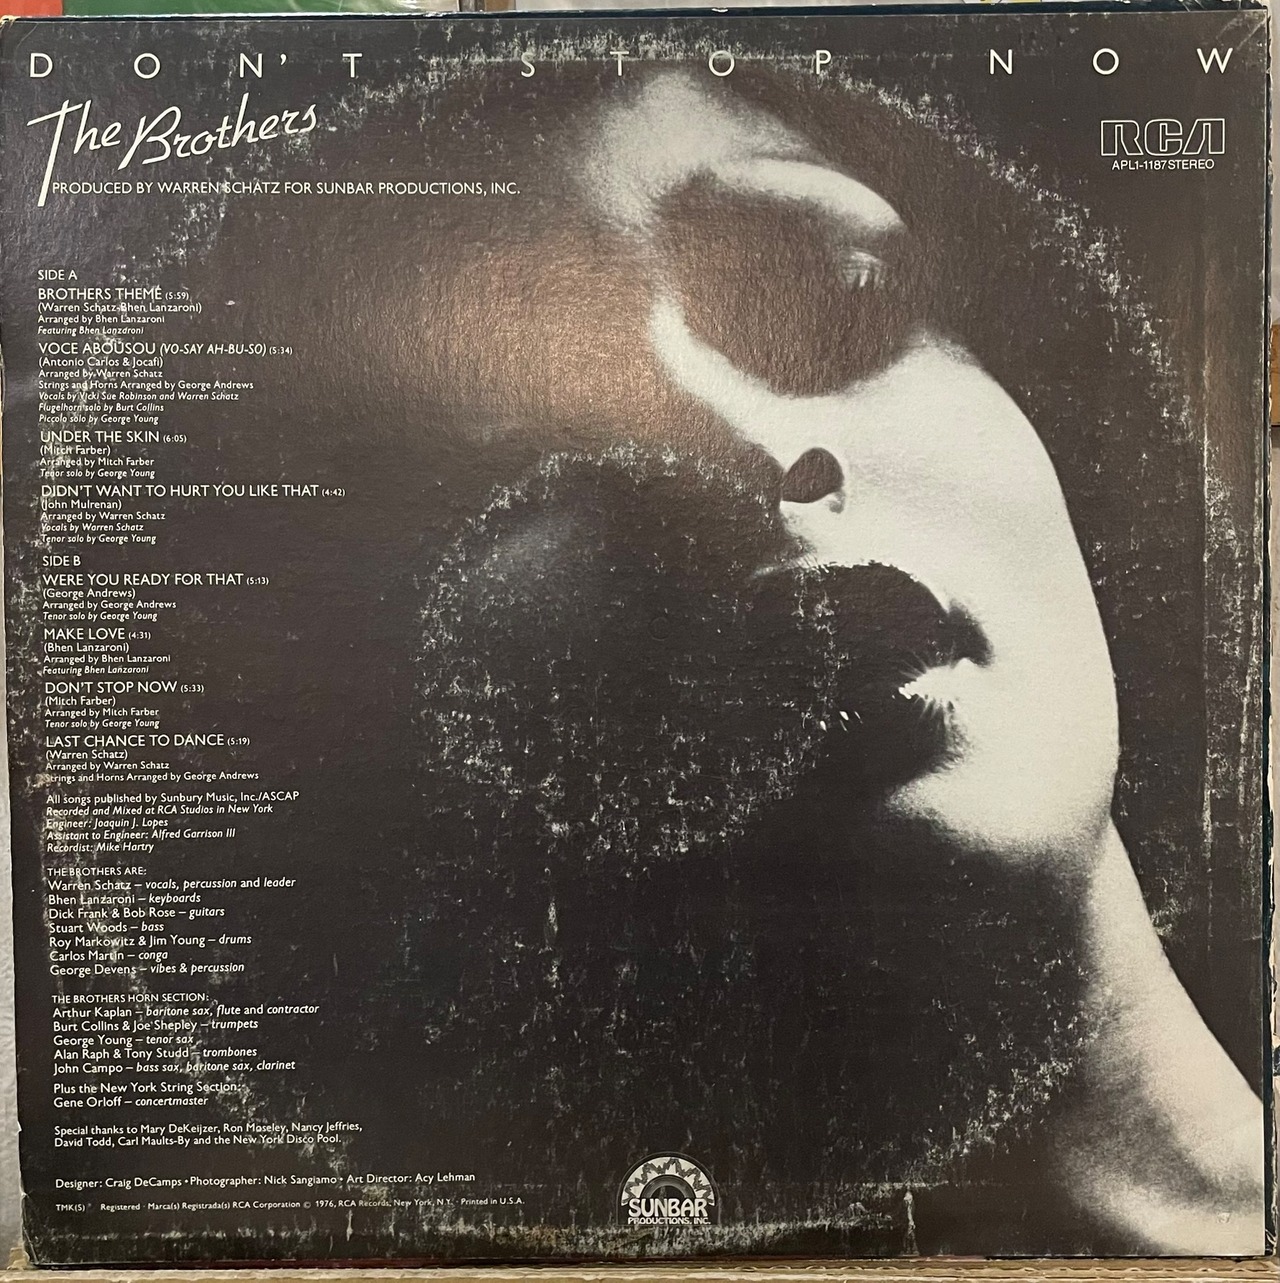 DON'T STOP NOW
The Brothers
PRODUCED BY WARREN SCHATZ FOR SUNBAR PRODUCTIONS, INC.
RCA
APL1-1187 STEREO
SIDE A
BROTHERS THEME (5:59)
(Warren Schatz-Bhen Lanzaroni)
Arranged by Bhen Lanzaroni
Featuring Bhen Lanzaroni
VOCE ABOUSOU (VO-SAY AH-BU-SO) (5:34)
(Antonio Carlos & Jocafi)
Arranged by Warren Schatz
Strings and Horns Arranged by George Andrews
Vocals by Vicki Sue Robinson and Warren Schatz
Flugelhorn solo by Burt Collins
Piccolo solo by George Young
UNDER THE SKIN (6:05)
(Mitch Farber)
Arranged by Mitch Farber
Tenor solo by George Young
DIDN'T WANT TO HURT YOU LIKE THAT (4:42)
(John Mulrenan)
Arranged by Warren Schatz
Vocals by Warren Schatz
Tenor solo by George Young
SIDE B
WERE YOU READY FOR THAT (5:13)
(George Andrews)
Arranged by George Andrews
Tenor solo by George Young
MAKE LOVE (4:31)
(Bhen Lanzaroni)
Arranged by Bhen Lanzaroni
Featuring Bhen Lanzaroni
DON'T STOP NOW (5:33)
(Mitch Farber)
Arranged by Mitch Farber
Tenor solo by George Young
LAST CHANCE TO DANCE (5:19)
(Warren Schatz)
Arranged by Warren Schatz
Strings and Horns Arranged by George Andrews
All songs published by Sunbury Music, Inc./ASCAP
Recorded and Mixed at RCA Studios in New York
Engineer: Joaquin J. Lopes
Assistant to Engineer: Alfred Garrison III
Recordist: Mike Hartry
THE BROTHERS ARE:
Warren Schatz – vocals, percussion and leader
Bhen Lanzaroni – keyboards
Dick Frank & Bob Rose – guitars
Stuart Woods – bass
Roy Markowitz & Jim Young – drums
Carlos Martin – conga
George Devens – vibes & percussion
THE BROTHERS HORN SECTION:
Arthur Kaplan – baritone sax, flute and contractor
Burt Collins & Joe Shepley – trumpets
George Young – tenor sax
Alan Raph & Tony Studd – trombones
John Campo – bass sax, baritone sax, clarinet
Plus the New York String Section:
Gene Orloff – concertmaster
Special thanks to Mary DeKeijzer, Ron Moseley, Nancy Jeffries,
David Todd, Carl Maults-By and the New York Disco Pool.
Designer: Craig DeCamps • Photographer: Nick Sangiamo • Art Director: Acy Lehman
TMK(S) ® Registered · Marca(s) Registrada(s) RCA Corporation © 1976, RCA Records, New York, N.Y. · Printed in U.S.A.
SUNBAR
PRODUCTIONS, INC.